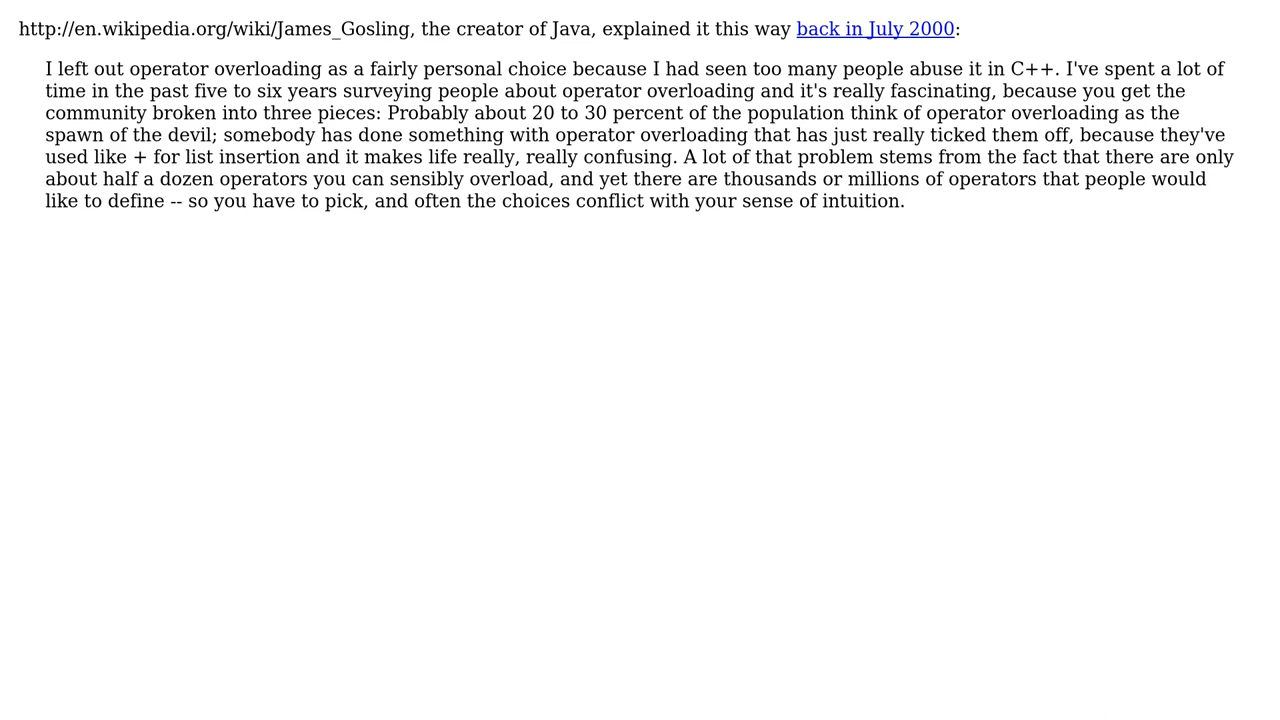 http://en.wikipedia.org/wiki/James_Gosling, the creator of Java, explained it this way back in July 2000:
I left out operator overloading as a fairly personal choice because I had seen too many people abuse it in C++. I've spent a lot of
time in the past five to six years surveying people about operator overloading and it's really fascinating, because you get the
community broken into three pieces: Probably about 20 to 30 percent of the population think of operator overloading as the
spawn of the devil; somebody has done something with operator overloading that has just really ticked them off, because they've
used like + for list insertion and it makes life really, really confusing. A lot of that problem stems from the fact that there are only
about half a dozen operators you can sensibly overload, and yet there are thousands or millions of operators that people would
like to define -- so you have to pick, and often the choices conflict with your sense of intuition.